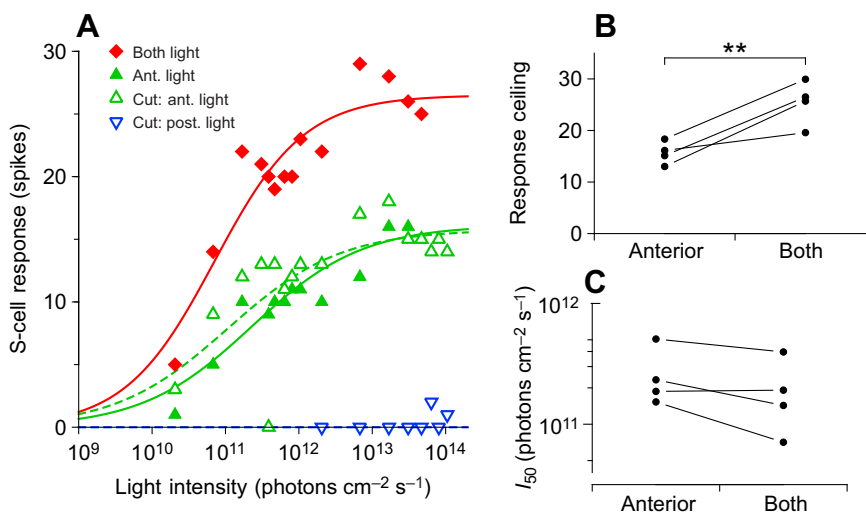 A
30
20
10
0
S-cell response (spikes)
Both light
Ant. light
Cut: ant. light
Cut: post. light
10⁹
10¹⁰
10¹¹
10¹²
10¹³
10¹⁴
Light intensity (photons cm⁻² s⁻¹)
B
**
30
20
10
0
Response ceiling
Anterior
Both
C
10¹²
10¹¹
I₅₀ (photons cm⁻² s⁻¹)
Anterior
Both